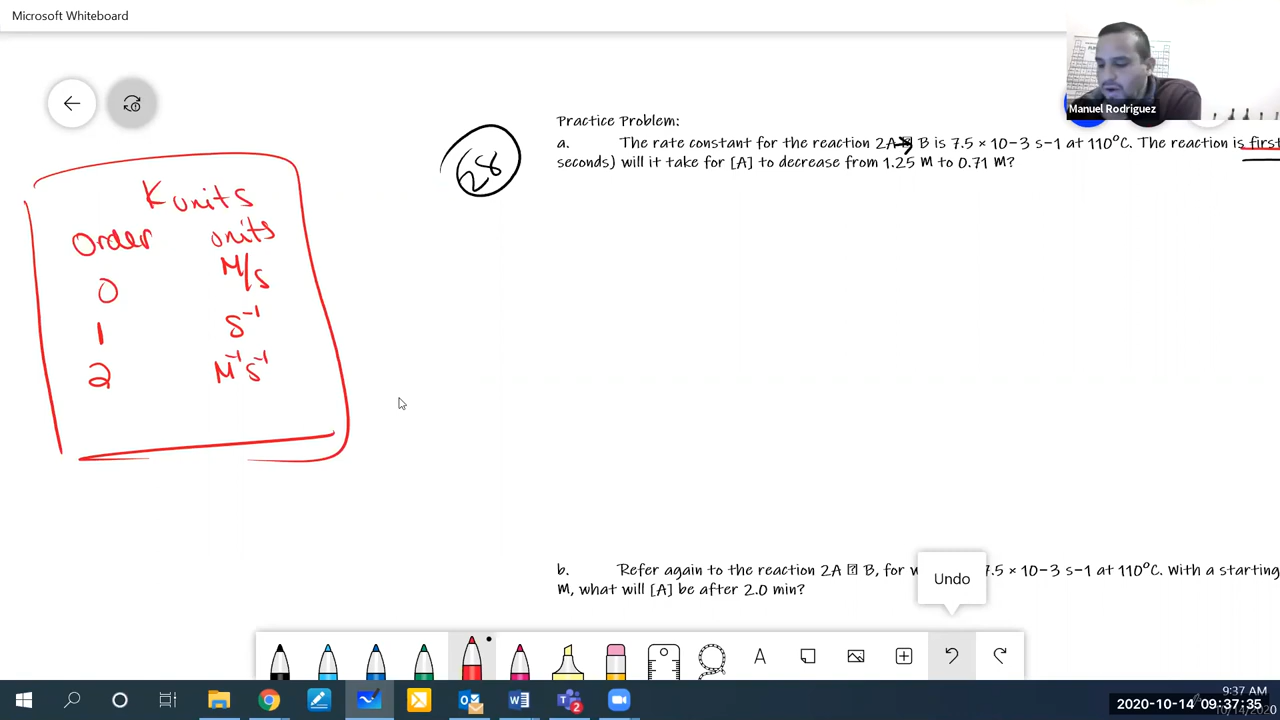 Microsoft Whiteboard
Manuel Rodriguez
28
Practice Problem:
a. The rate constant for the reaction 2A → B is 7.5 × 10-3 s-1 at 110°C. The reaction is first
seconds) will it take for [A] to decrease from 1.25 M to 0.71 M?
K units
Order units
0 M/s
1 s⁻¹
2 M⁻¹s⁻¹
b. Refer again to the reaction 2A B, for 7.5 × 10-3 s-1 at 110°C. With a starting
M, what will [A] be after 2.0 min?
Undo
A
9:37 AM
2020-10-14 09:37:35